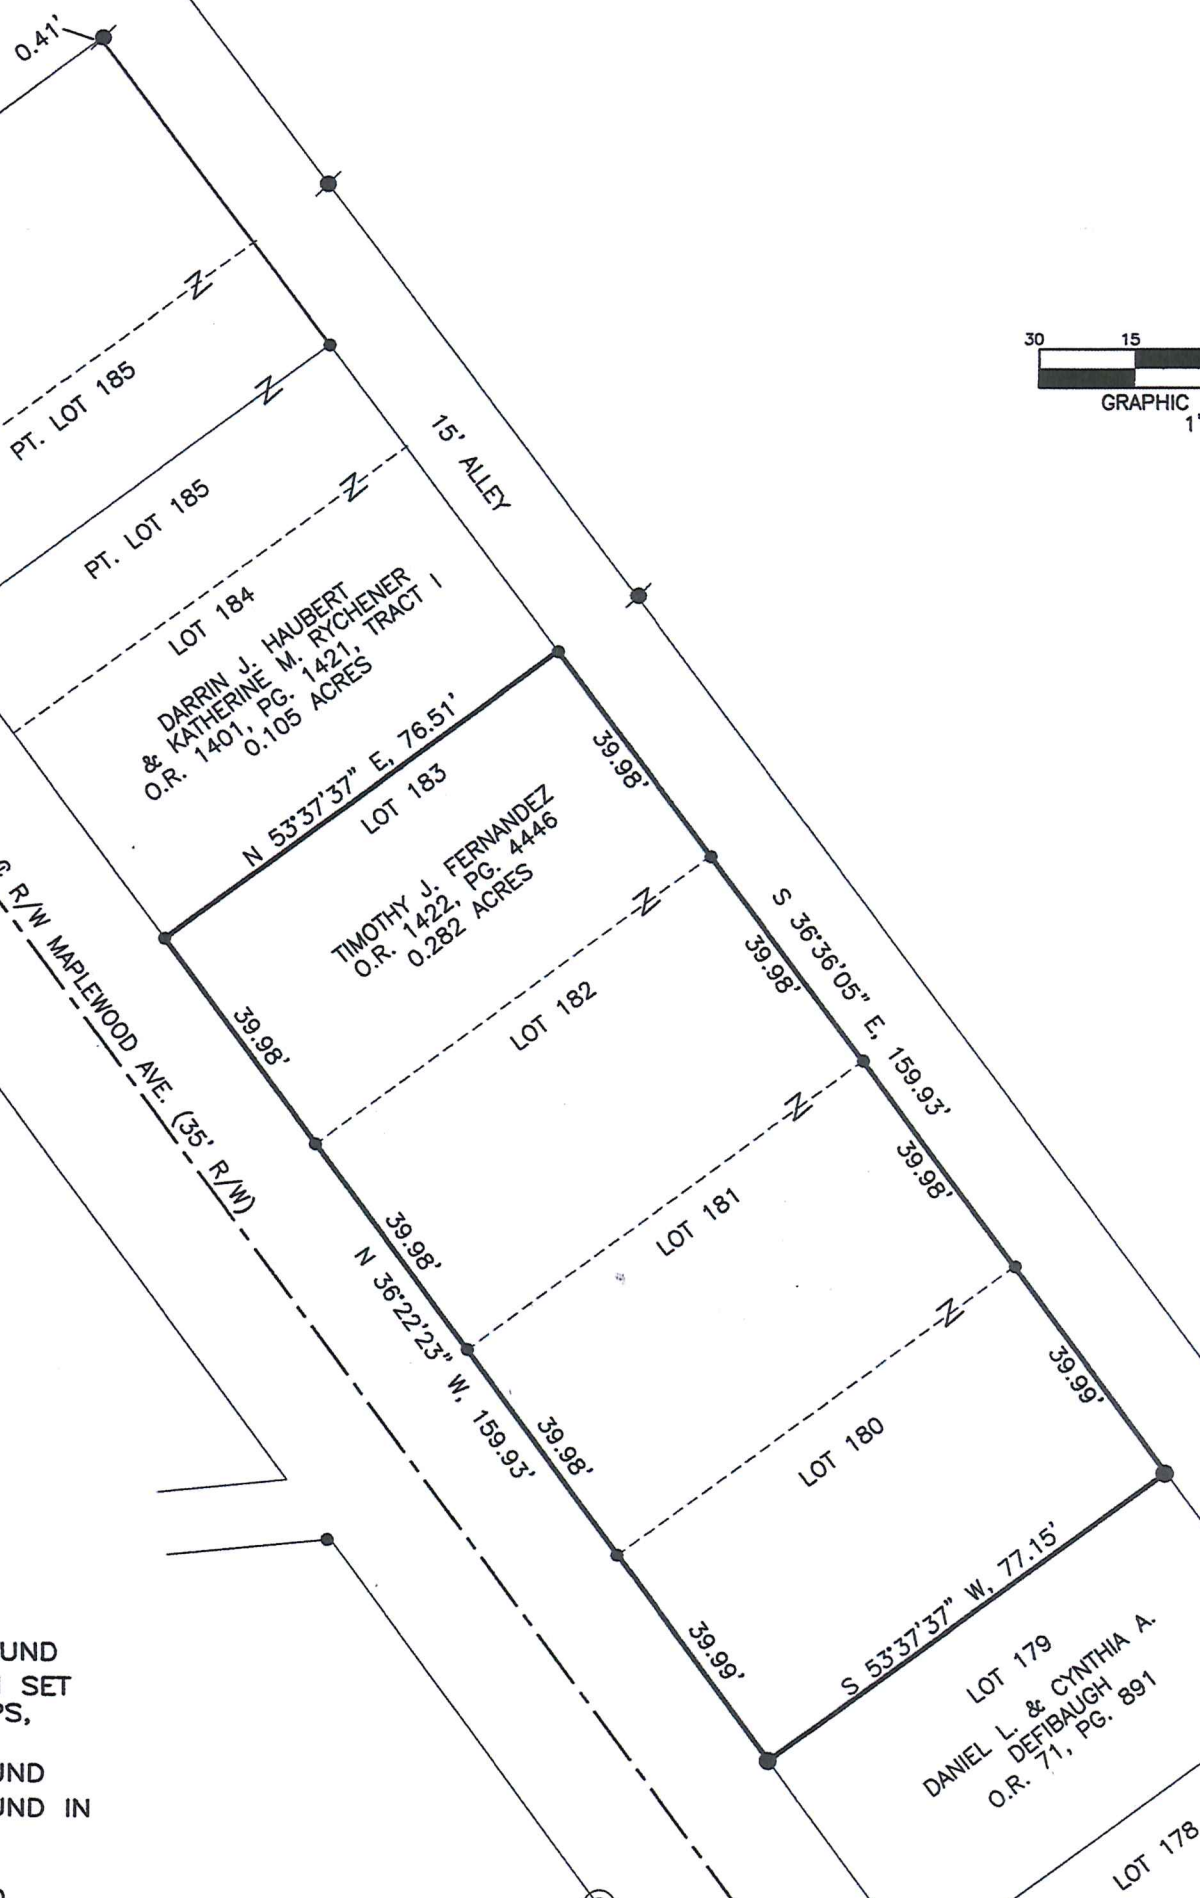 0.41'
PT. LOT 185
PT. LOT 185
15' ALLEY
30 15
GRAPHIC
1'
LOT 184
DARRIN J. HAUBERT
& KATHERINE M. RYCHENER
O.R. 1401, PG. 1421, TRACT I
0.105 ACRES
N 53°37'37" E, 76.51'
LOT 183
39.98'
TIMOTHY J. FERNANDEZ
O.R. 1422, PG. 4446
0.282 ACRES
R/W MAPLEWOOD AVE. (35' R/W)
39.98'
LOT 182
39.98'
S 36°36'05" E, 159.93'
39.98'
LOT 181
39.98'
N 36°22'23" W, 159.93'
39.98'
39.99'
LOT 180
39.99'
S 53°37'37" W, 77.15'
LOT 179
DANIEL L. & CYNTHIA A.
DEFIBAUGH
O.R. 71, PG. 891
LOT 178
UND
SET
PS,
UND
UND IN